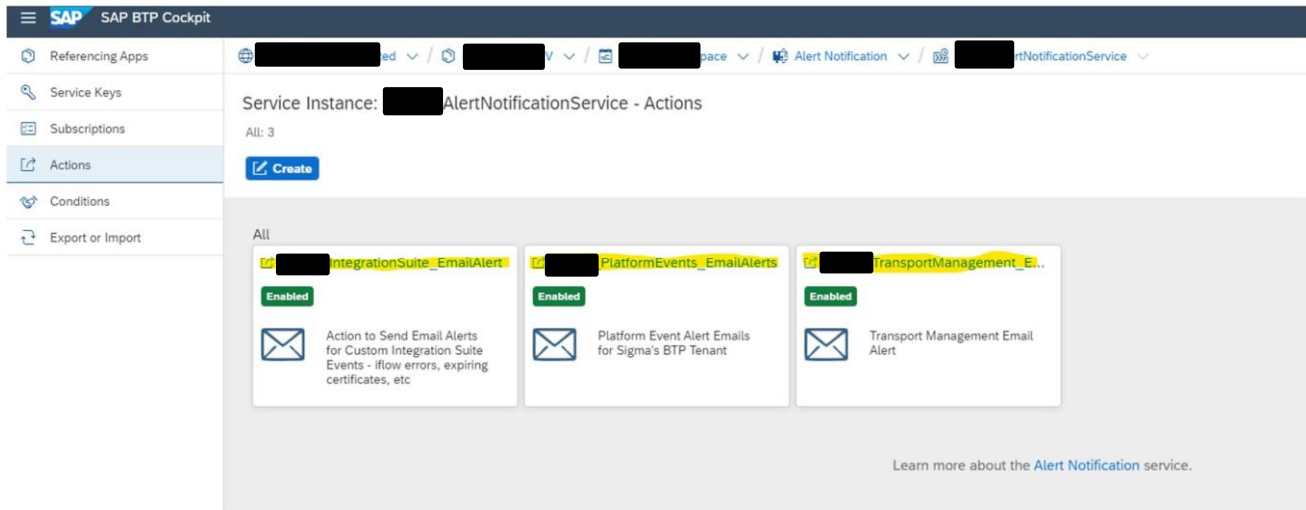 SAP SAP BTP Cockpit
Referencing Apps
Service Keys
Subscriptions
Actions
Conditions
Export or Import
ed / V / pace / Alert Notification / rtNotificationService
Service Instance: AlertNotificationService - Actions
All: 3
Create
All
IntegrationSuite_EmailAlert
Enabled
Action to Send Email Alerts
for Custom Integration Suite
Events - iflow errors, expiring
certificates, etc
_PlatformEvents_EmailAlerts
Enabled
Platform Event Alert Emails
for Sigma's BTP Tenant
TransportManagement_E...
Enabled
Transport Management Email
Alert
Learn more about the Alert Notification service.